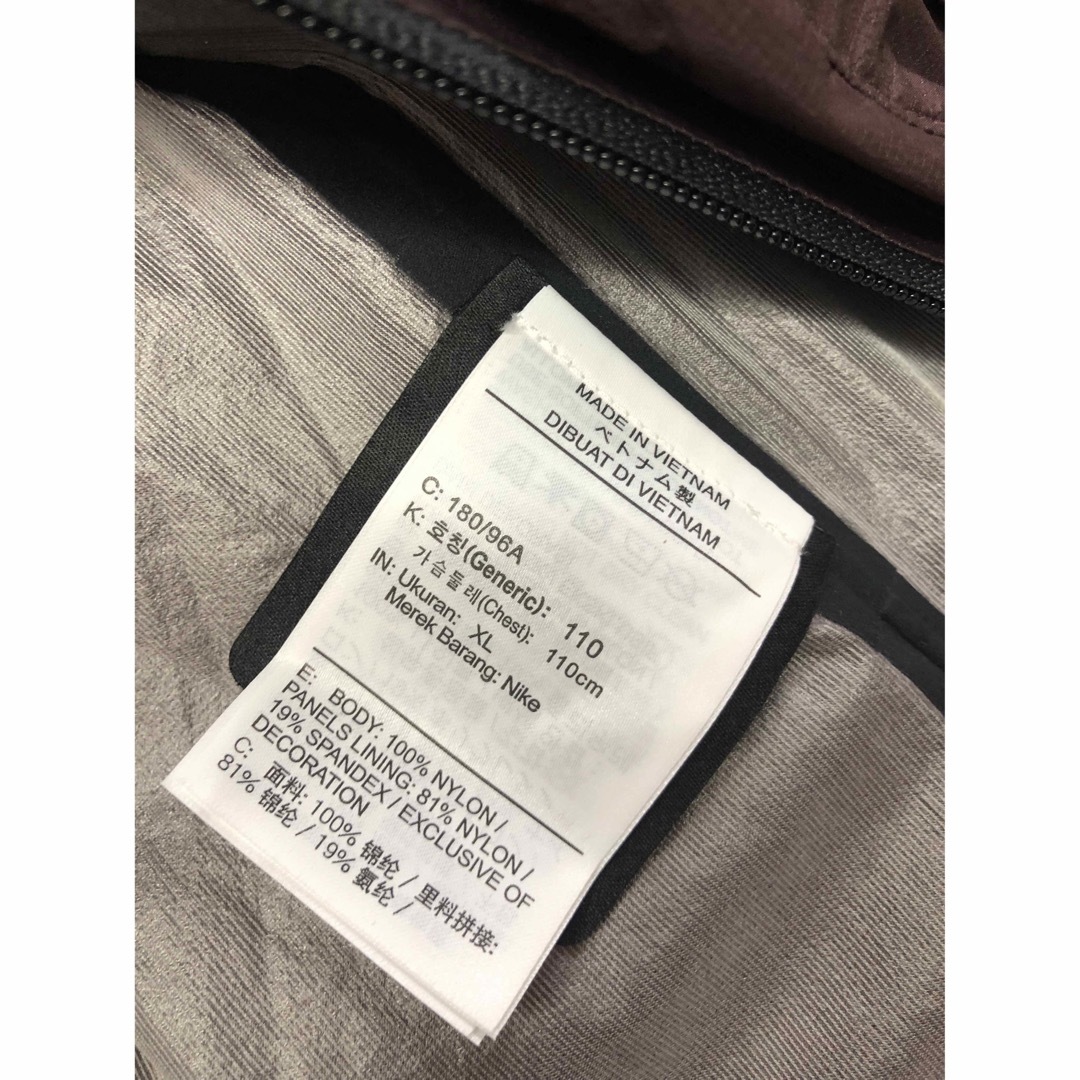 MADE IN VIETNAM
ベトナム製
DIBUAT DI VIETNAM
C: 180/96A
K: 호칭(Generic): 110
가슴둘레(Chest): 110cm
IN: Ukuran: XL
Merek Barang: Nike
E: BODY: 100% NYLON /
PANELS LINING: 81% NYLON /
19% SPANDEX / EXCLUSIVE OF
DECORATION
C: 面料: 100% 锦纶 / 里料拼接:
81% 锦纶 / 19% 氨纶 /